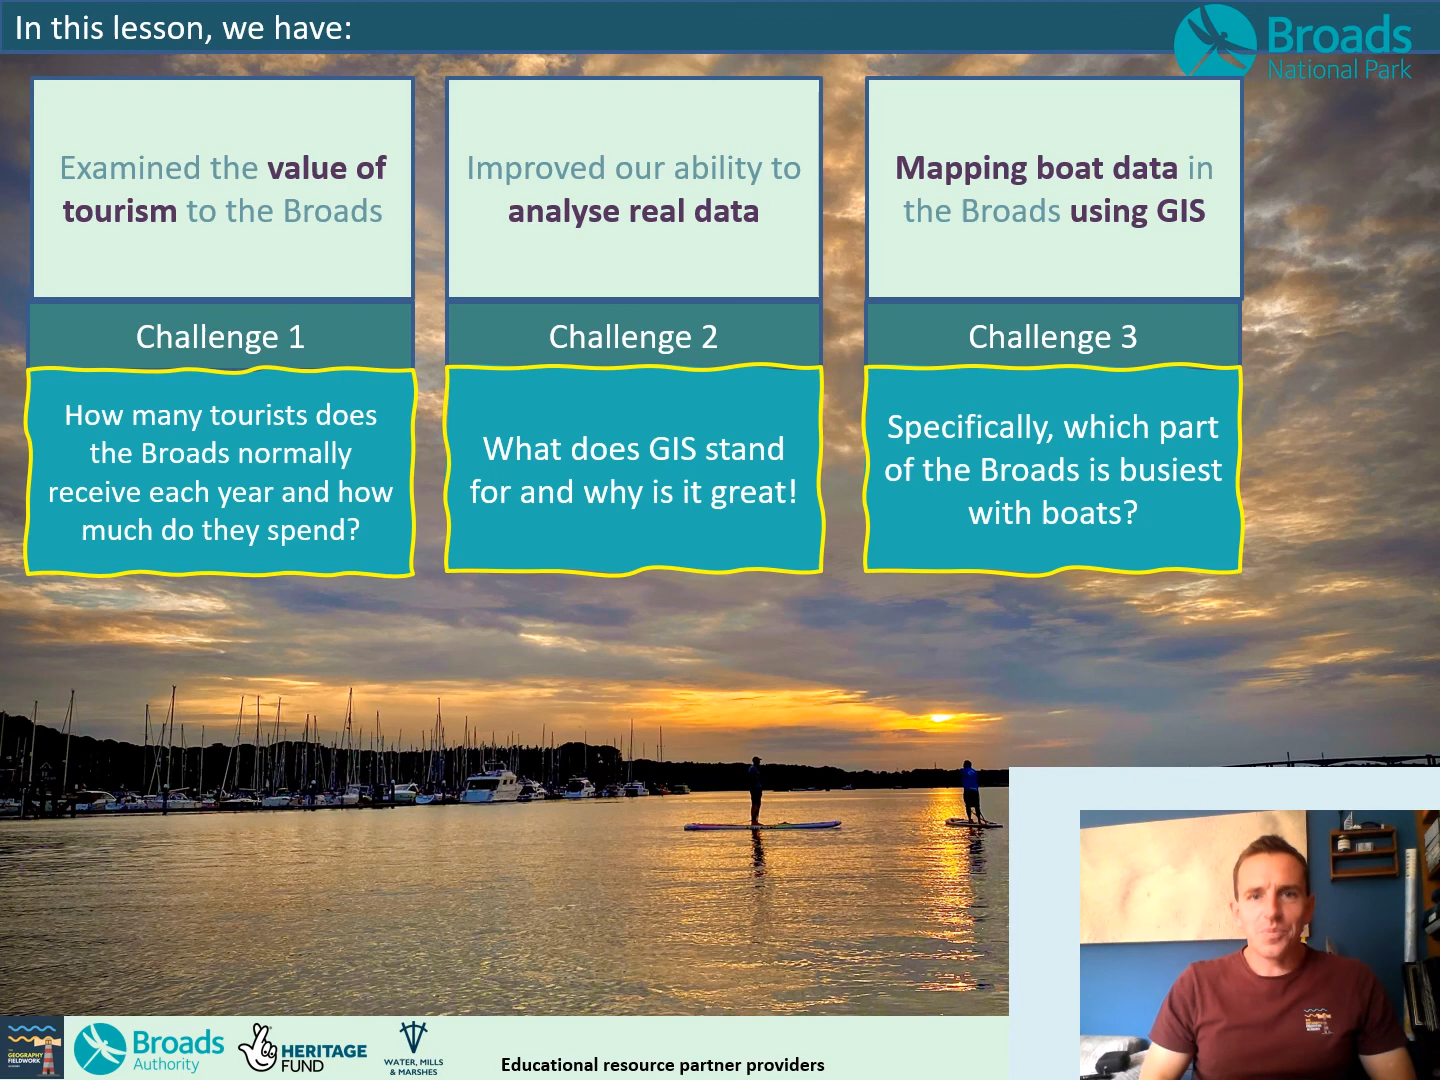 In this lesson, we have:
Broads
National Park
Examined the value of
tourism to the Broads
Improved our ability to
analyse real data
Mapping boat data in
the Broads using GIS
Challenge 1
Challenge 2
Challenge 3
How many tourists does
the Broads normally
receive each year and how
much do they spend?
What does GIS stand
for and why is it great!
Specifically, which part
of the Broads is busiest
with boats?
GEOGRAPHY
FIELDWORK
Broads
Authority
HERITAGE
FUND
WATER, MILLS
& MARSHES
Educational resource partner providers